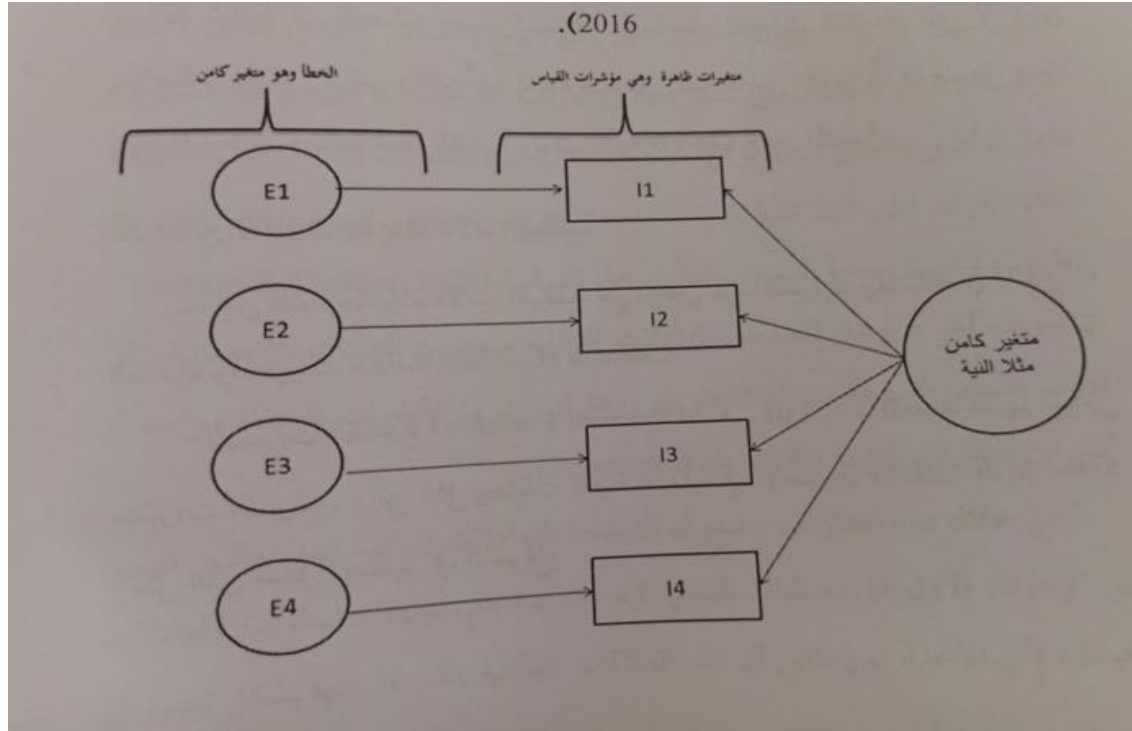 2016).
متغيرات ظاهرة وهي مؤشرات القياس
الخطأ وهو متغير كامن
I1
E1
I2
E2
متغير كامن
مثلا النية
I3
E3
I4
E4